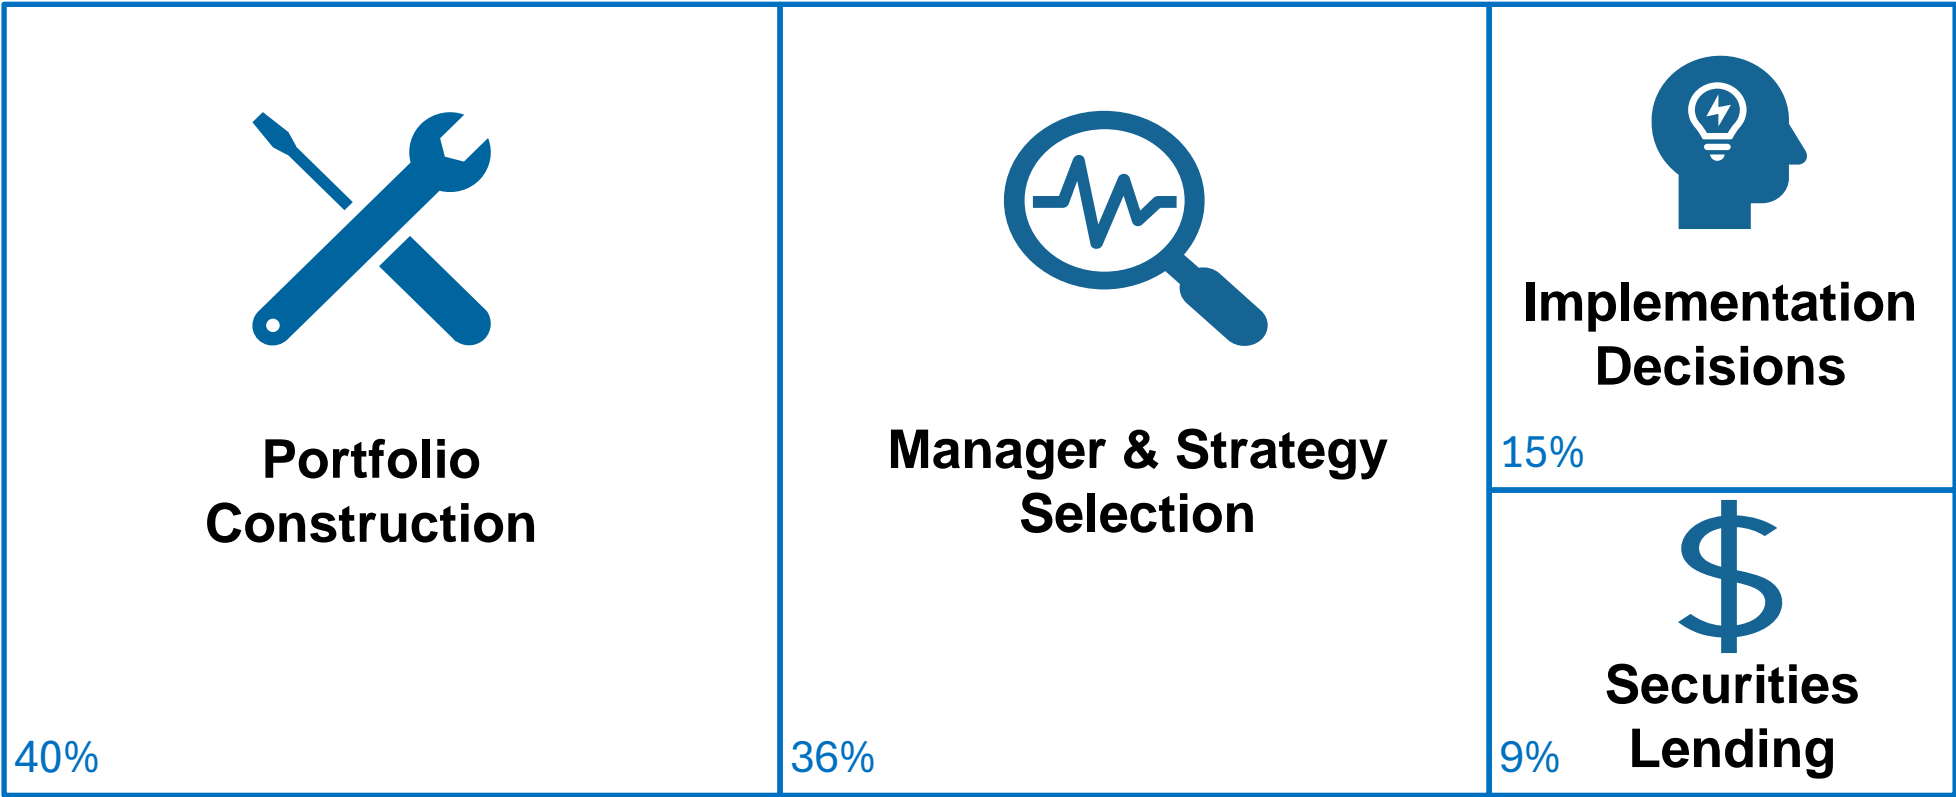 Portfolio
Construction
40%
Manager & Strategy
Selection
36%
Implementation
Decisions
15%
Securities
Lending
9%